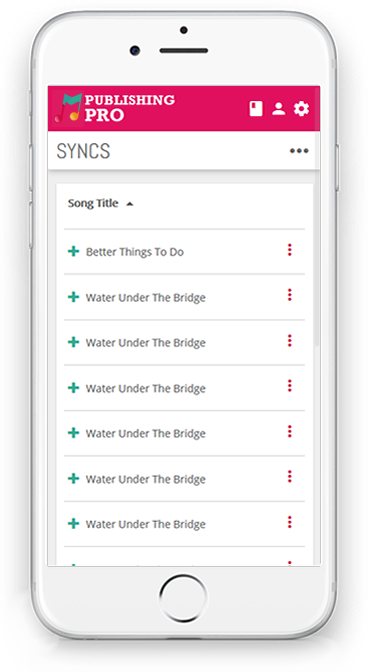 PUBLISHING
PRO
SYNCS
Song Title
Better Things To Do
Water Under The Bridge
Water Under The Bridge
Water Under The Bridge
Water Under The Bridge
Water Under The Bridge
Water Under The Bridge